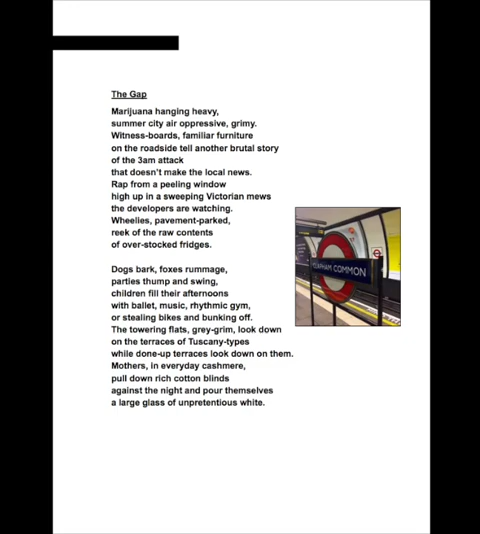 The Gap
Marijuana hanging heavy,
summer city air oppressive, grimy.
Witness-boards, familiar furniture
on the roadside tell another brutal story
of the 3am attack
that doesn't make the local news.
Rap from a peeling window
high up in a sweeping Victorian mews
the developers are watching.
Wheelies, pavement-parked,
reek of the raw contents
of over-stocked fridges.
Dogs bark, foxes rummage,
parties thump and swing,
children fill their afternoons
with ballet, music, rhythmic gym,
or stealing bikes and bunking off.
The towering flats, grey-grim, look down
on the terraces of Tuscany-types
while done-up terraces look down on them.
Mothers, in everyday cashmere,
pull down rich cotton blinds
against the night and pour themselves
a large glass of unpretentious white.
CLAPHAM COMMON